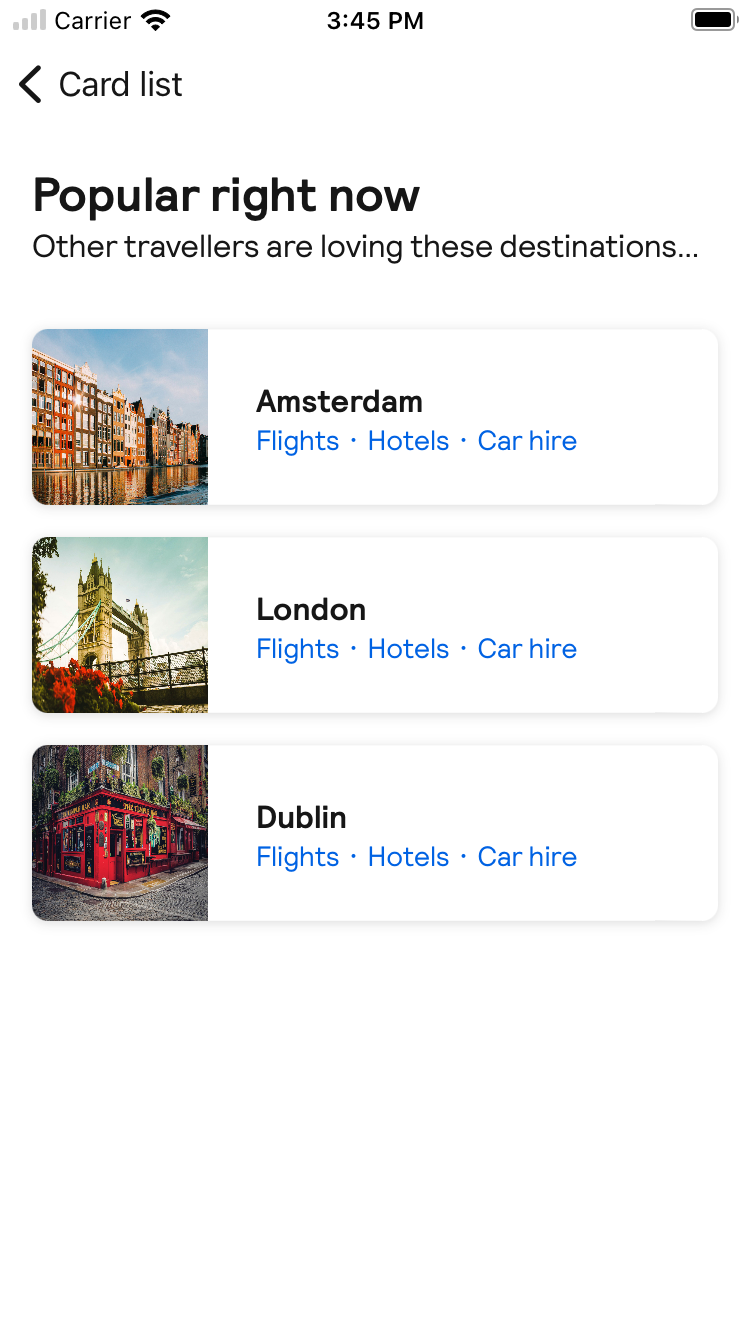 Carrier 3:45 PM
Card list
Popular right now
Other travellers are loving these destinations...
Amsterdam
Flights · Hotels · Car hire
London
Flights · Hotels · Car hire
Dublin
Flights · Hotels · Car hire